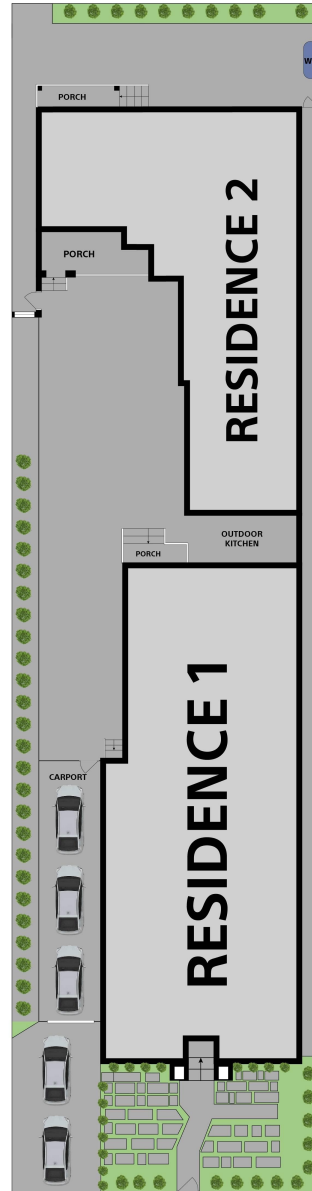 W
PORCH
RESIDENCE 2
PORCH
OUTDOOR
KITCHEN
PORCH
RESIDENCE 1
CARPORT